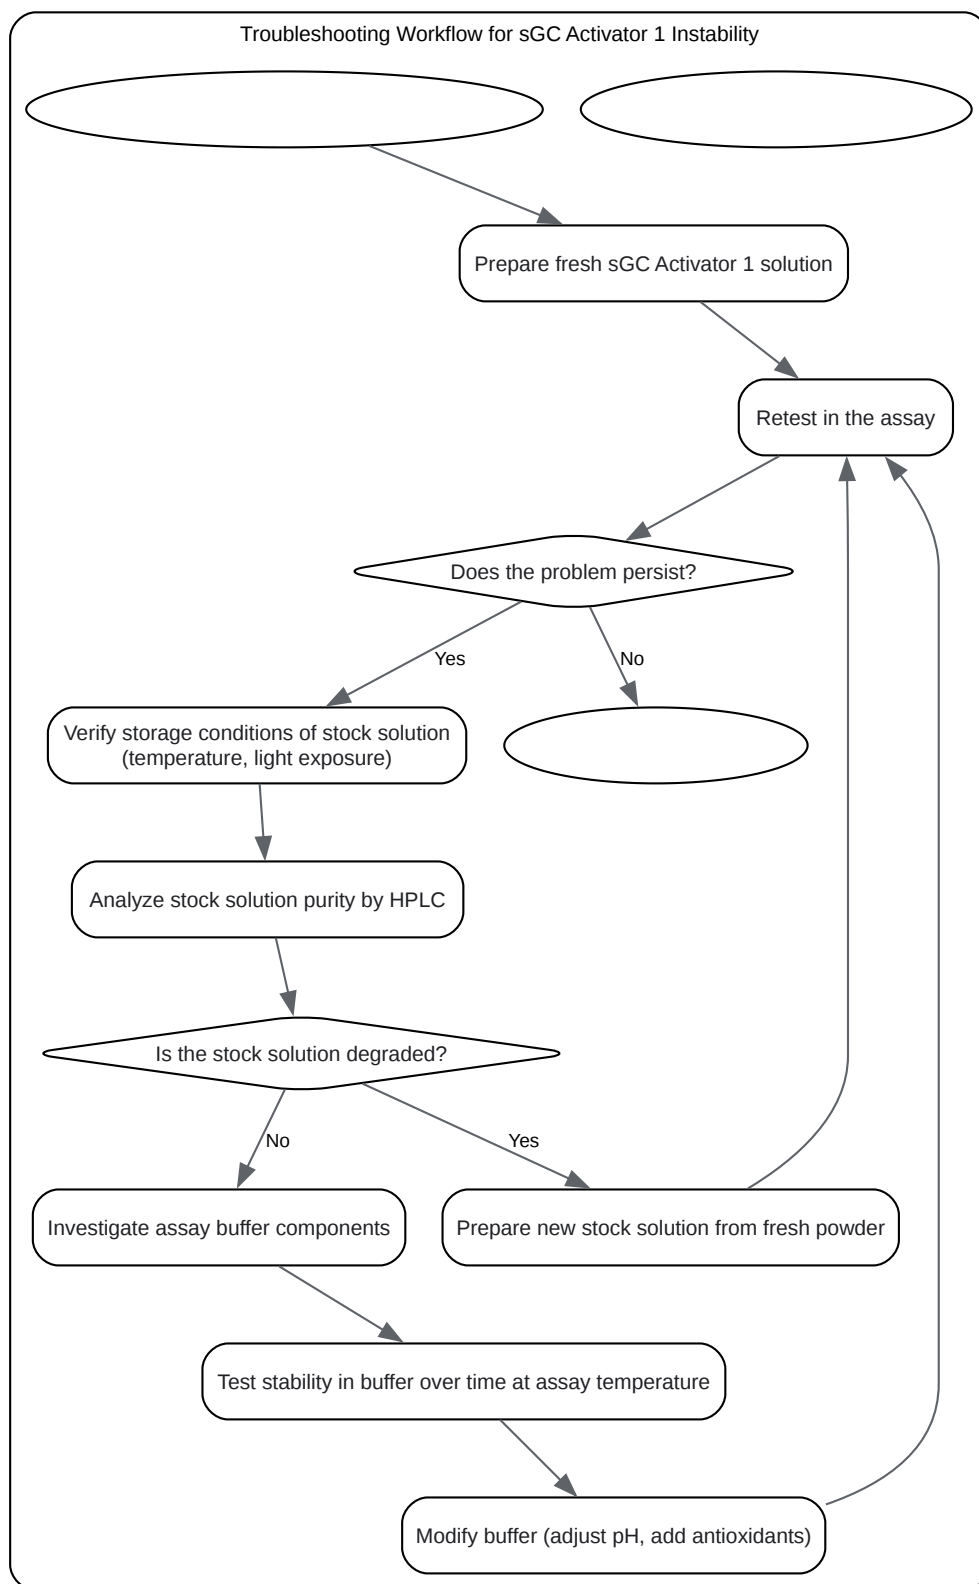 Troubleshooting Workflow for sGC Activator 1 Instability
Prepare fresh sGC Activator 1 solution
Retest in the assay
Does the problem persist?
Yes
No
Verify storage conditions of stock solution
(temperature, light exposure)
Analyze stock solution purity by HPLC
Is the stock solution degraded?
No
Yes
Investigate assay buffer components
Prepare new stock solution from fresh powder
Test stability in buffer over time at assay temperature
Modify buffer (adjust pH, add antioxidants)